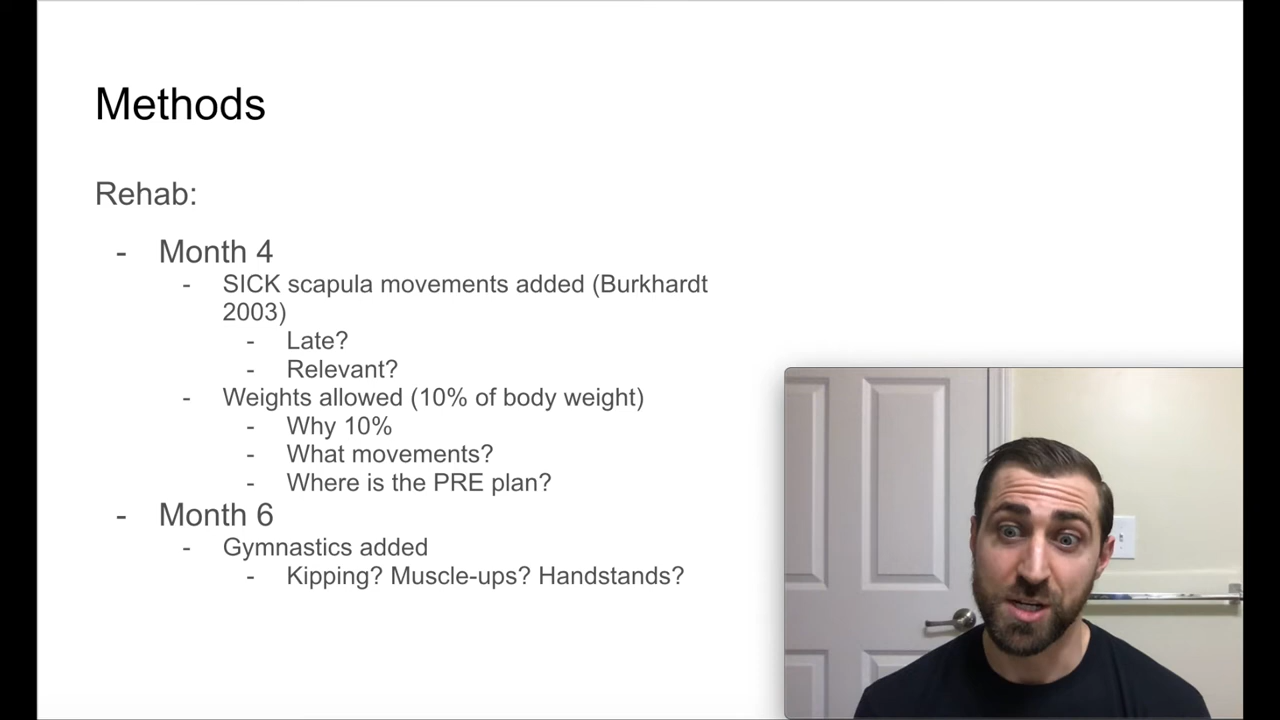 Methods
Rehab:
- Month 4
- SICK scapula movements added (Burkhardt
2003)
- Late?
- Relevant?
- Weights allowed (10% of body weight)
- Why 10%
- What movements?
- Where is the PRE plan?
- Month 6
- Gymnastics added
- Kipping? Muscle-ups? Handstands?